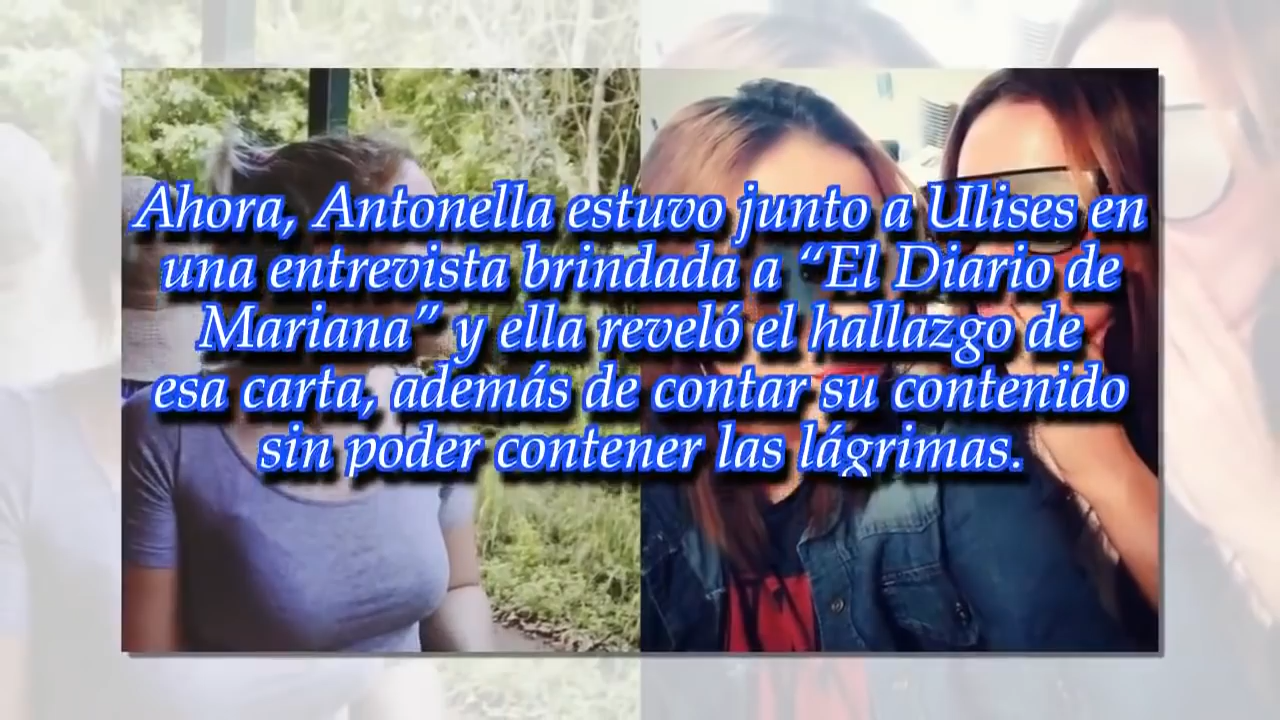 Ahora, Antonella estuvo junto a Ulises en
una entrevista brindada a “El Diario de
Mariana” y ella reveló el hallazgo de
esa carta, además de contar su contenido
sin poder contener las lágrimas.